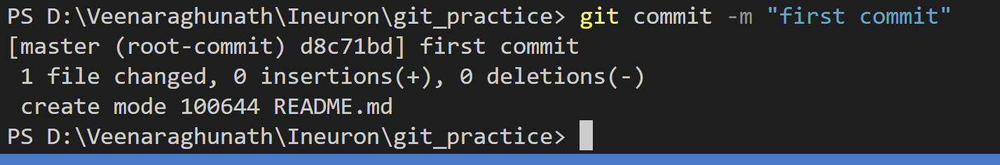 PS D:\Veenaraghunath\Ineuron\git_practice> git commit -m "first commit"
[master (root-commit) d8c71bd] first commit
 1 file changed, 0 insertions(+), 0 deletions(-)
 create mode 100644 README.md
PS D:\Veenaraghunath\Ineuron\git_practice>